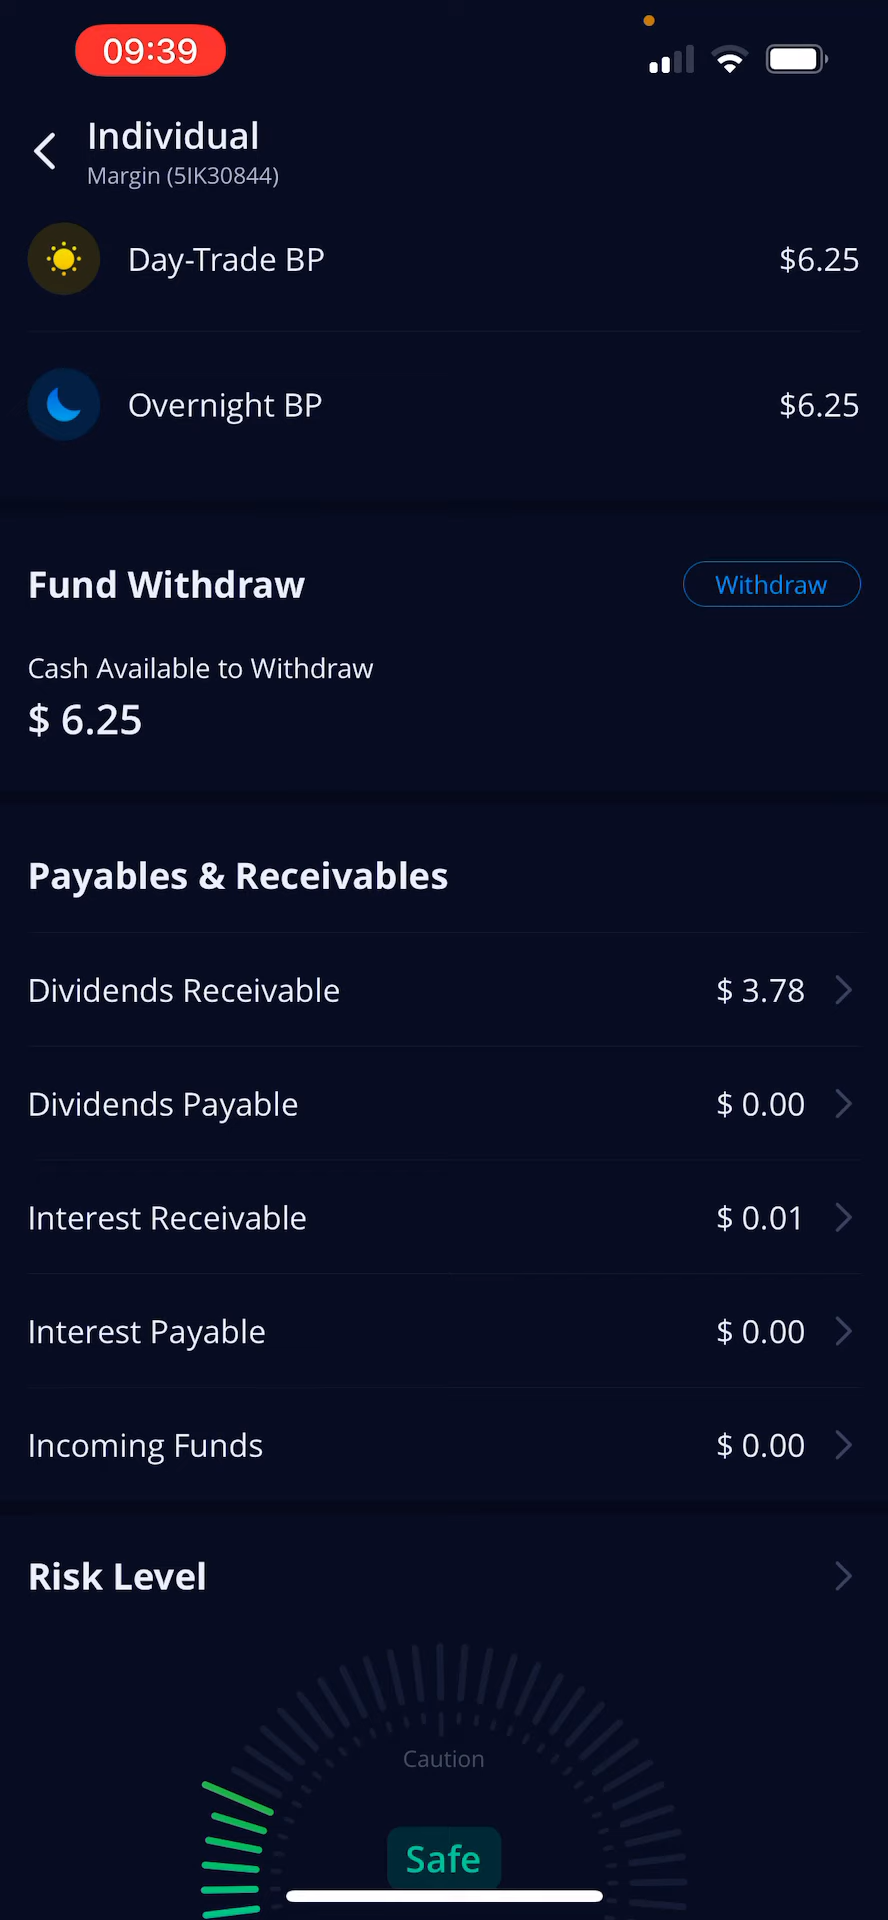 09:39
Individual
Margin (5IK30844)
Day-Trade BP $6.25
Overnight BP $6.25
Fund Withdraw Withdraw
Cash Available to Withdraw
$ 6.25
Payables & Receivables
Dividends Receivable $ 3.78
Dividends Payable $ 0.00
Interest Receivable $ 0.01
Interest Payable $ 0.00
Incoming Funds $ 0.00
Risk Level
Caution
Safe